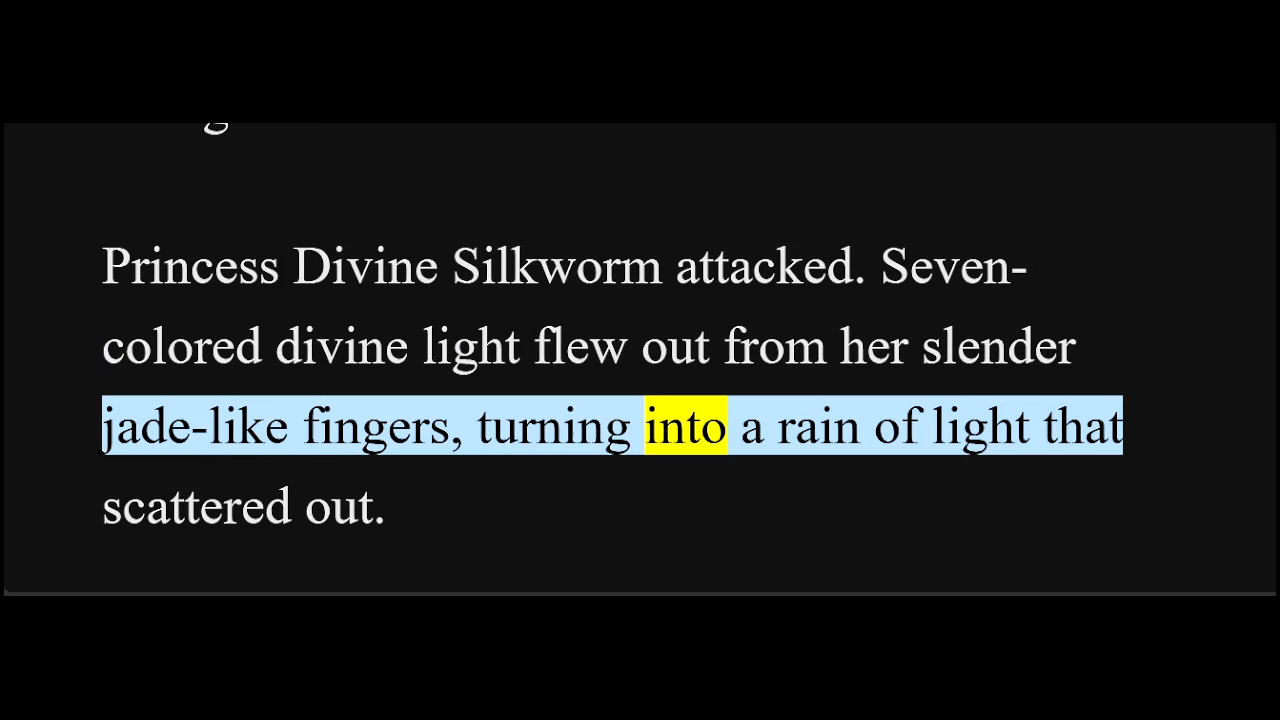 Princess Divine Silkworm attacked. Seven-
colored divine light flew out from her slender
jade-like fingers, turning into a rain of light that
scattered out.